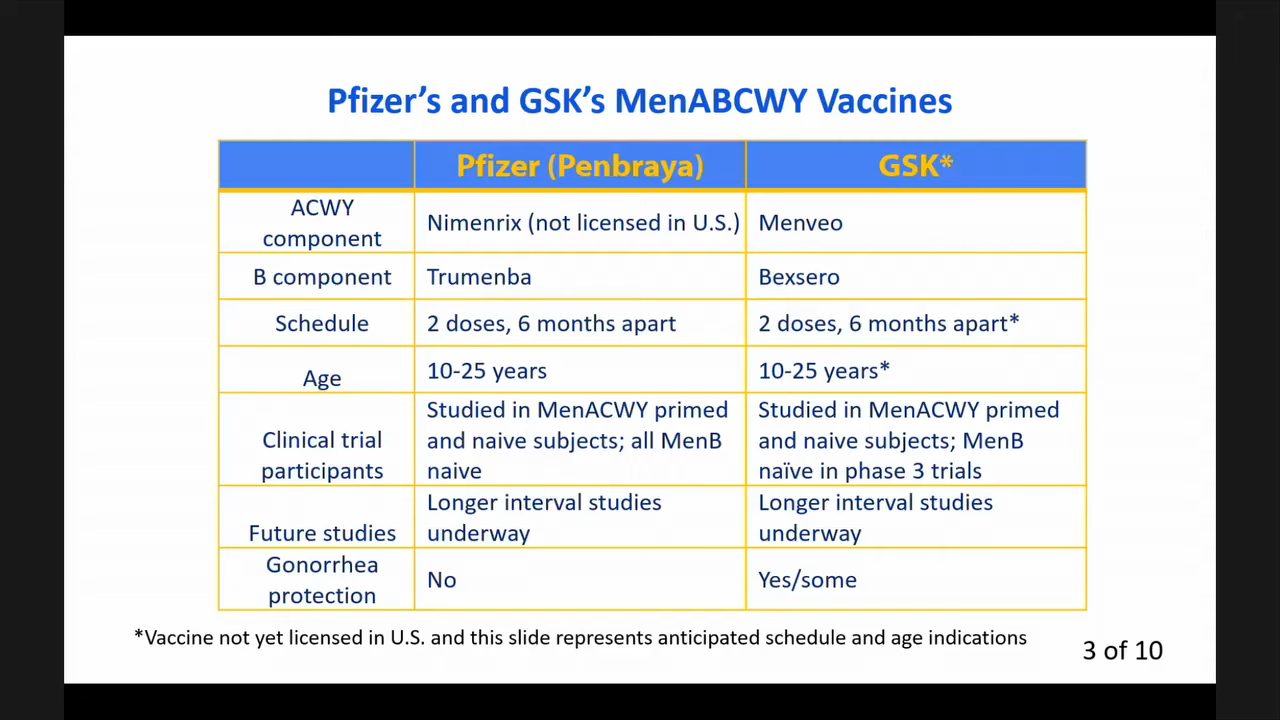 Pfizer's and GSK's MenABCWY Vaccines
Pfizer (Penbraya)
GSK*
ACWY
component
Nimenrix (not licensed in U.S.)
Menveo
B component
Trumenba
Bexsero
Schedule
2 doses, 6 months apart
2 doses, 6 months apart*
Age
10-25 years
10-25 years*
Clinical trial
participants
Studied in MenACWY primed
and naive subjects; all MenB
naive
Studied in MenACWY primed
and naive subjects; MenB
naïve in phase 3 trials
Future studies
Longer interval studies
underway
Longer interval studies
underway
Gonorrhea
protection
No
Yes/some
*Vaccine not yet licensed in U.S. and this slide represents anticipated schedule and age indications
3 of 10